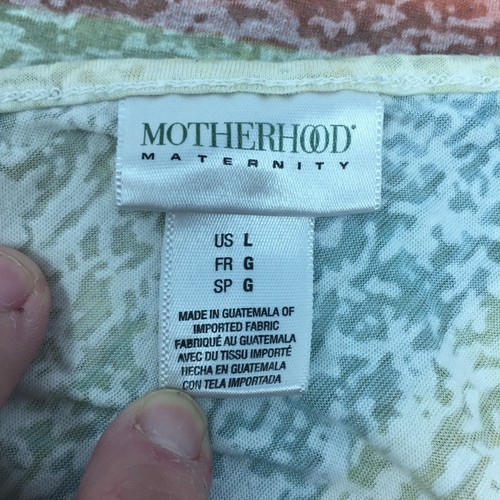 MOTHERHOOD®
MATERNITY
US L
FR G
SP G
MADE IN GUATEMALA OF
IMPORTED FABRIC
FABRIQUÉ AU GUATEMALA
AVEC DU TISSU IMPORTÉ
HECHA EN GUATEMALA
CON TELA IMPORTADA